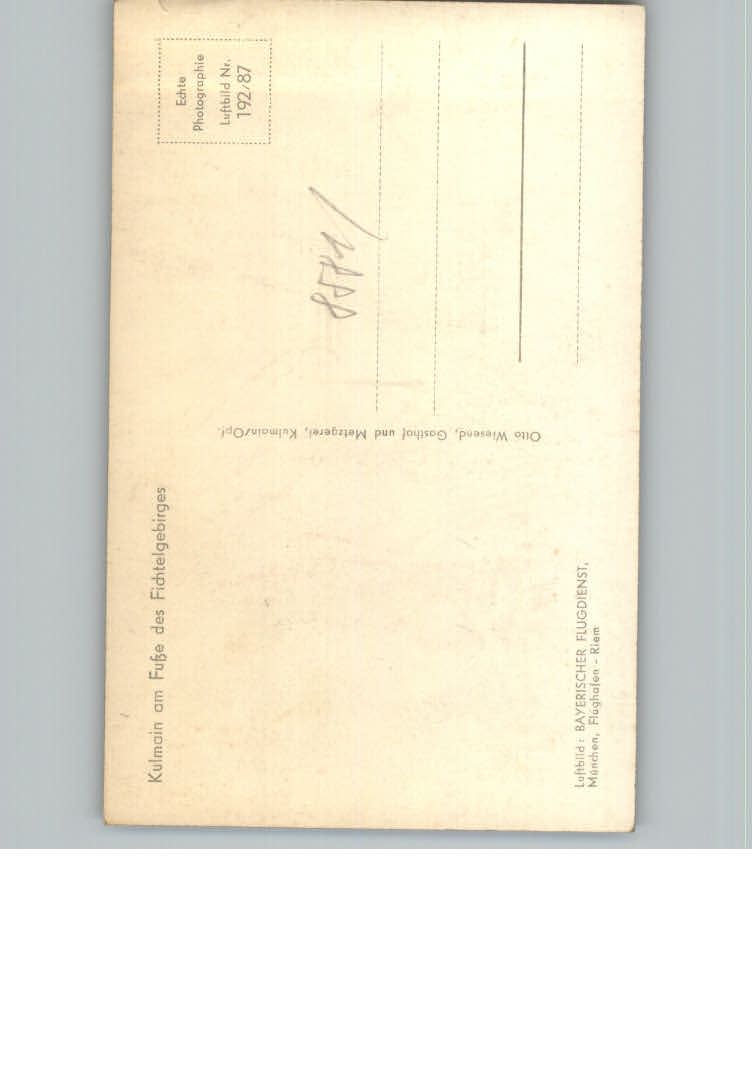 Kulmain am Fuße des Fichtelgebirges
Echte
Photographie
Luftbild Nr.
192/87
Otto Wiesend, Gasthof und Metzgerei, Kulmain/Opf.
Luftbild: BAYERISCHER FLUGDIENST,
München, Flughafen - Riem